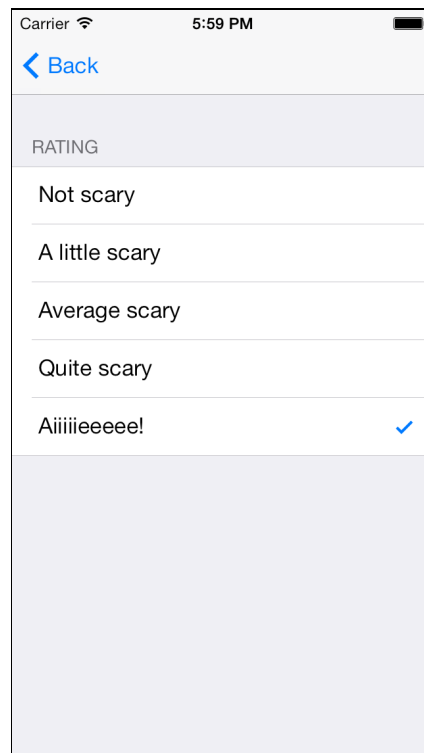 Carrier 5:59 PM
Back
RATING
Not scary
A little scary
Average scary
Quite scary
Aiiiiieeeee!